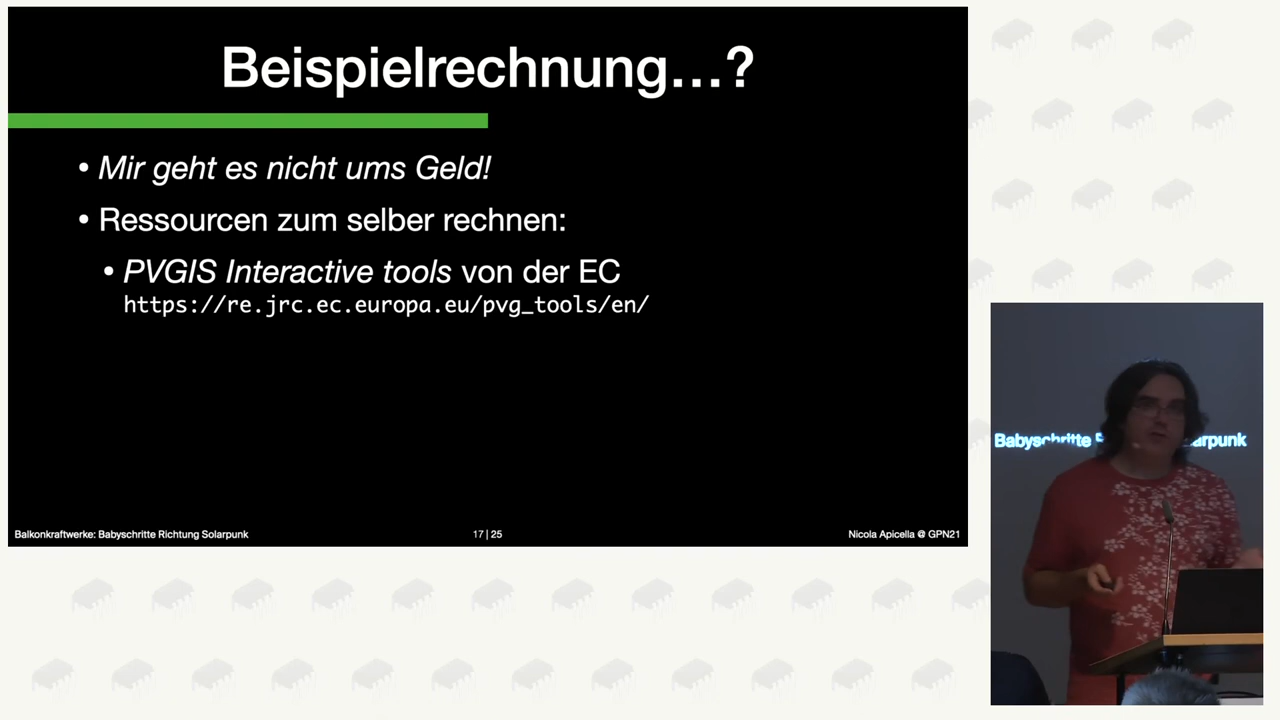 Beispielrechnung...?
• Mir geht es nicht ums Geld!
• Ressourcen zum selber rechnen:
• PVGIS Interactive tools von der EC
https://re.jrc.ec.europa.eu/pvg_tools/en/
Balkonkraftwerke: Babyschritte Richtung Solarpunk
17 | 25
Nicola Apicella @ GPN21
Babyschritte